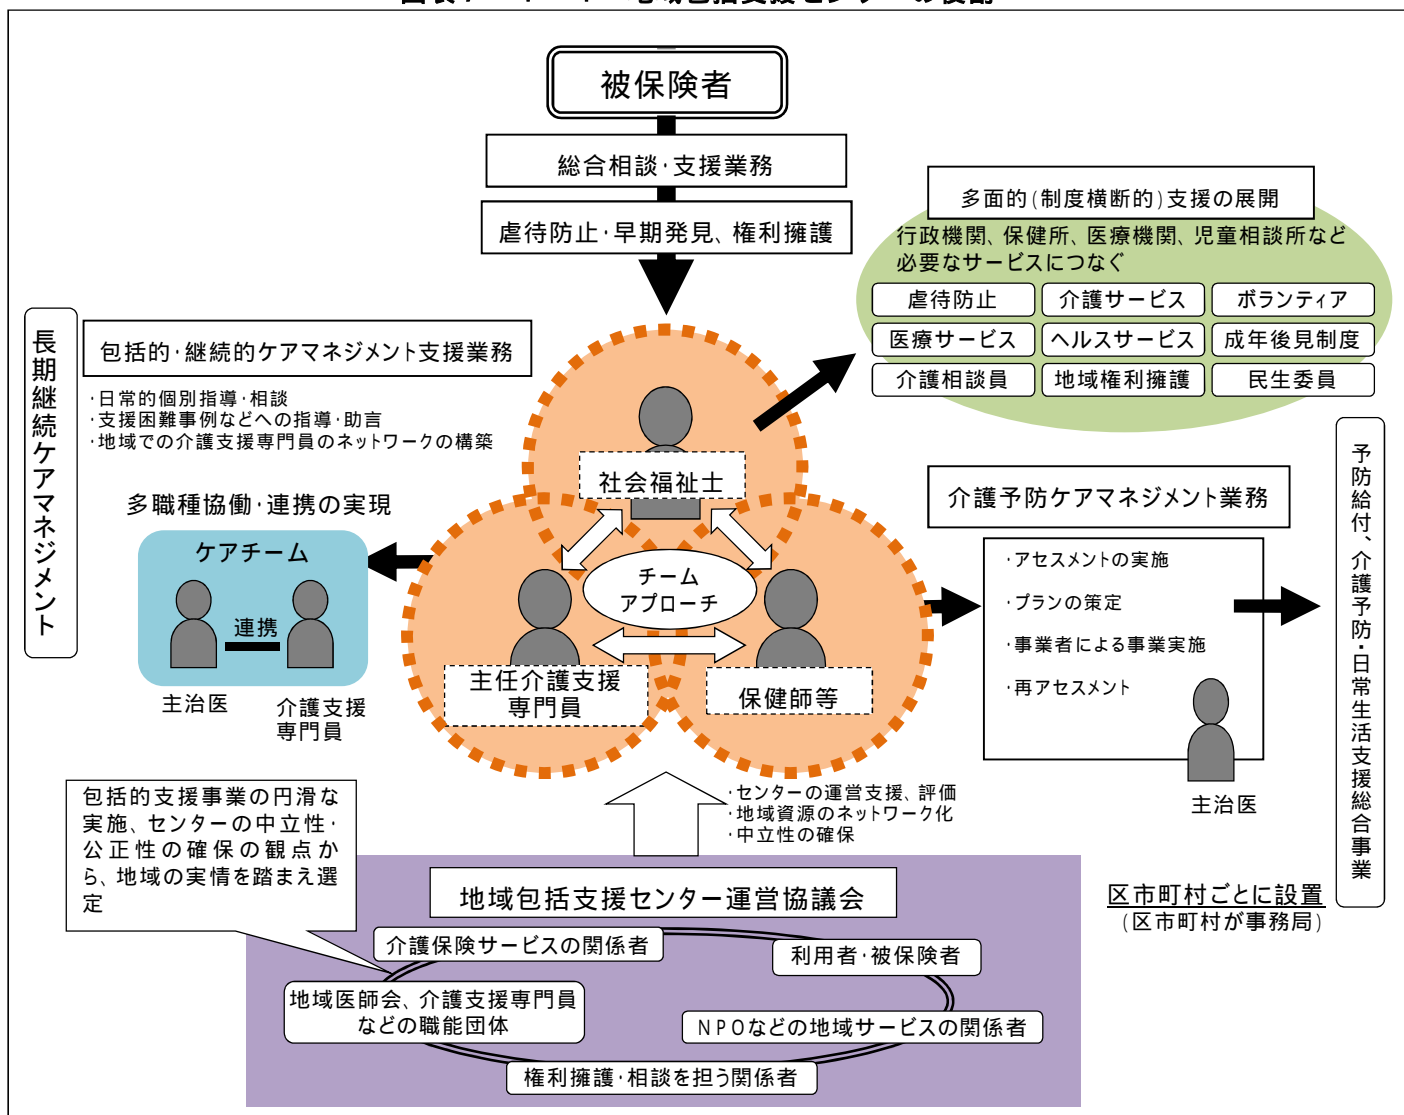 被保険者
総合相談・支援業務
虐待防止・早期発見、権利擁護
多面的(制度横断的)支援の展開
行政機関、保健所、医療機関、児童相談所など
必要なサービスにつなぐ
虐待防止
介護サービス
ボランティア
医療サービス
ヘルスサービス
成年後見制度
介護相談員
地域権利擁護
民生委員
長期継続ケアマネジメント
包括的・継続的ケアマネジメント支援業務
・日常的個別指導・相談
・支援困難事例などへの指導・助言
・地域での介護支援専門員のネットワークの構築
多職種協働・連携の実現
ケアチーム
連携
主治医
介護支援
専門員
社会福祉士
チーム
アプローチ
主任介護支援
専門員
保健師等
介護予防ケアマネジメント業務
・アセスメントの実施
・プランの策定
・事業者による事業実施
・再アセスメント
主治医
予防給付、介護予防・日常生活支援総合事業
・センターの運営支援、評価
・地域資源のネットワーク化
・中立性の確保
包括的支援事業の円滑な
実施、センターの中立性・
公正性の確保の観点か
ら、地域の実情を踏まえ選
定
地域包括支援センター運営協議会
区市町村ごとに設置
(区市町村が事務局)
介護保険サービスの関係者
利用者・被保険者
地域医師会、介護支援専門員
などの職能団体
NPOなどの地域サービスの関係者
権利擁護・相談を担う関係者